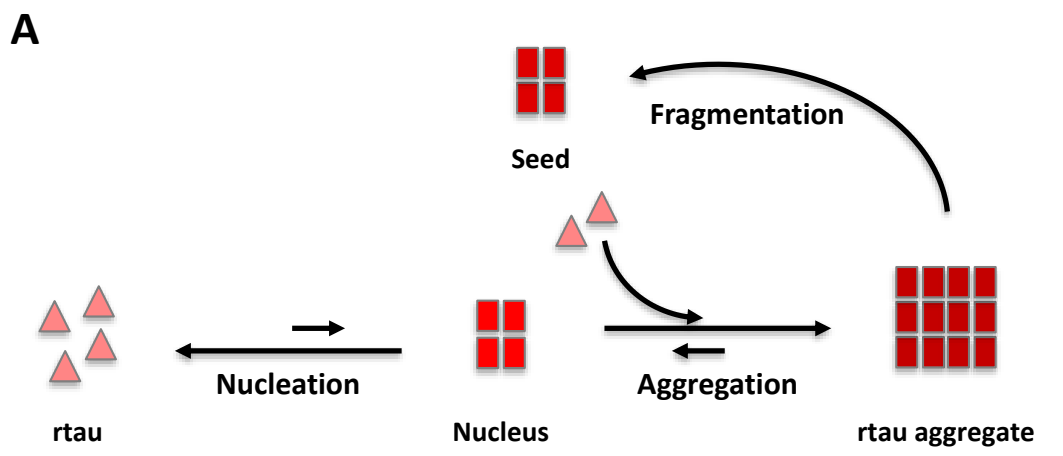 A
Fragmentation
Seed
Nucleation
Aggregation
rtau
Nucleus
rtau aggregate